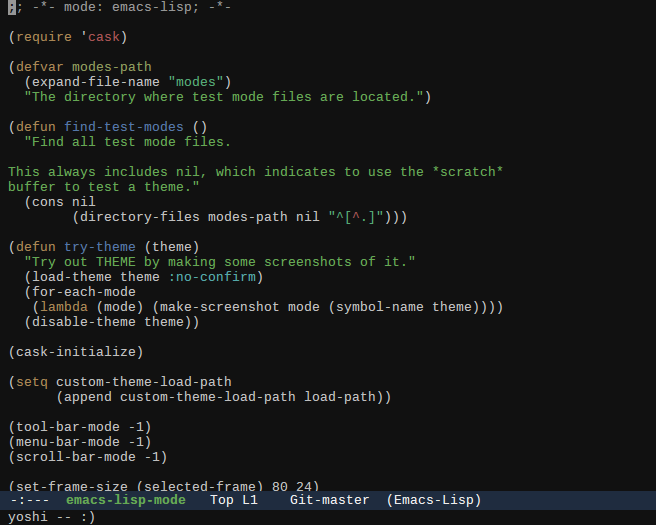 ;; -*- mode: emacs-lisp; -*-
(require 'cask)
(defvar modes-path
  (expand-file-name "modes")
  "The directory where test mode files are located.")
(defun find-test-modes ()
  "Find all test mode files.
This always includes nil, which indicates to use the *scratch*
buffer to test a theme."
  (cons nil
        (directory-files modes-path nil "^[^.]")))
(defun try-theme (theme)
  "Try out THEME by making some screenshots of it."
  (load-theme theme :no-confirm)
  (for-each-mode
   (lambda (mode) (make-screenshot mode (symbol-name theme))))
  (disable-theme theme))
(cask-initialize)
(setq custom-theme-load-path
      (append custom-theme-load-path load-path))
(tool-bar-mode -1)
(menu-bar-mode -1)
(scroll-bar-mode -1)
(set-frame-size (selected-frame) 80 24)
-:---  emacs-lisp-mode   Top L1    Git-master  (Emacs-Lisp)
yoshi -- :)